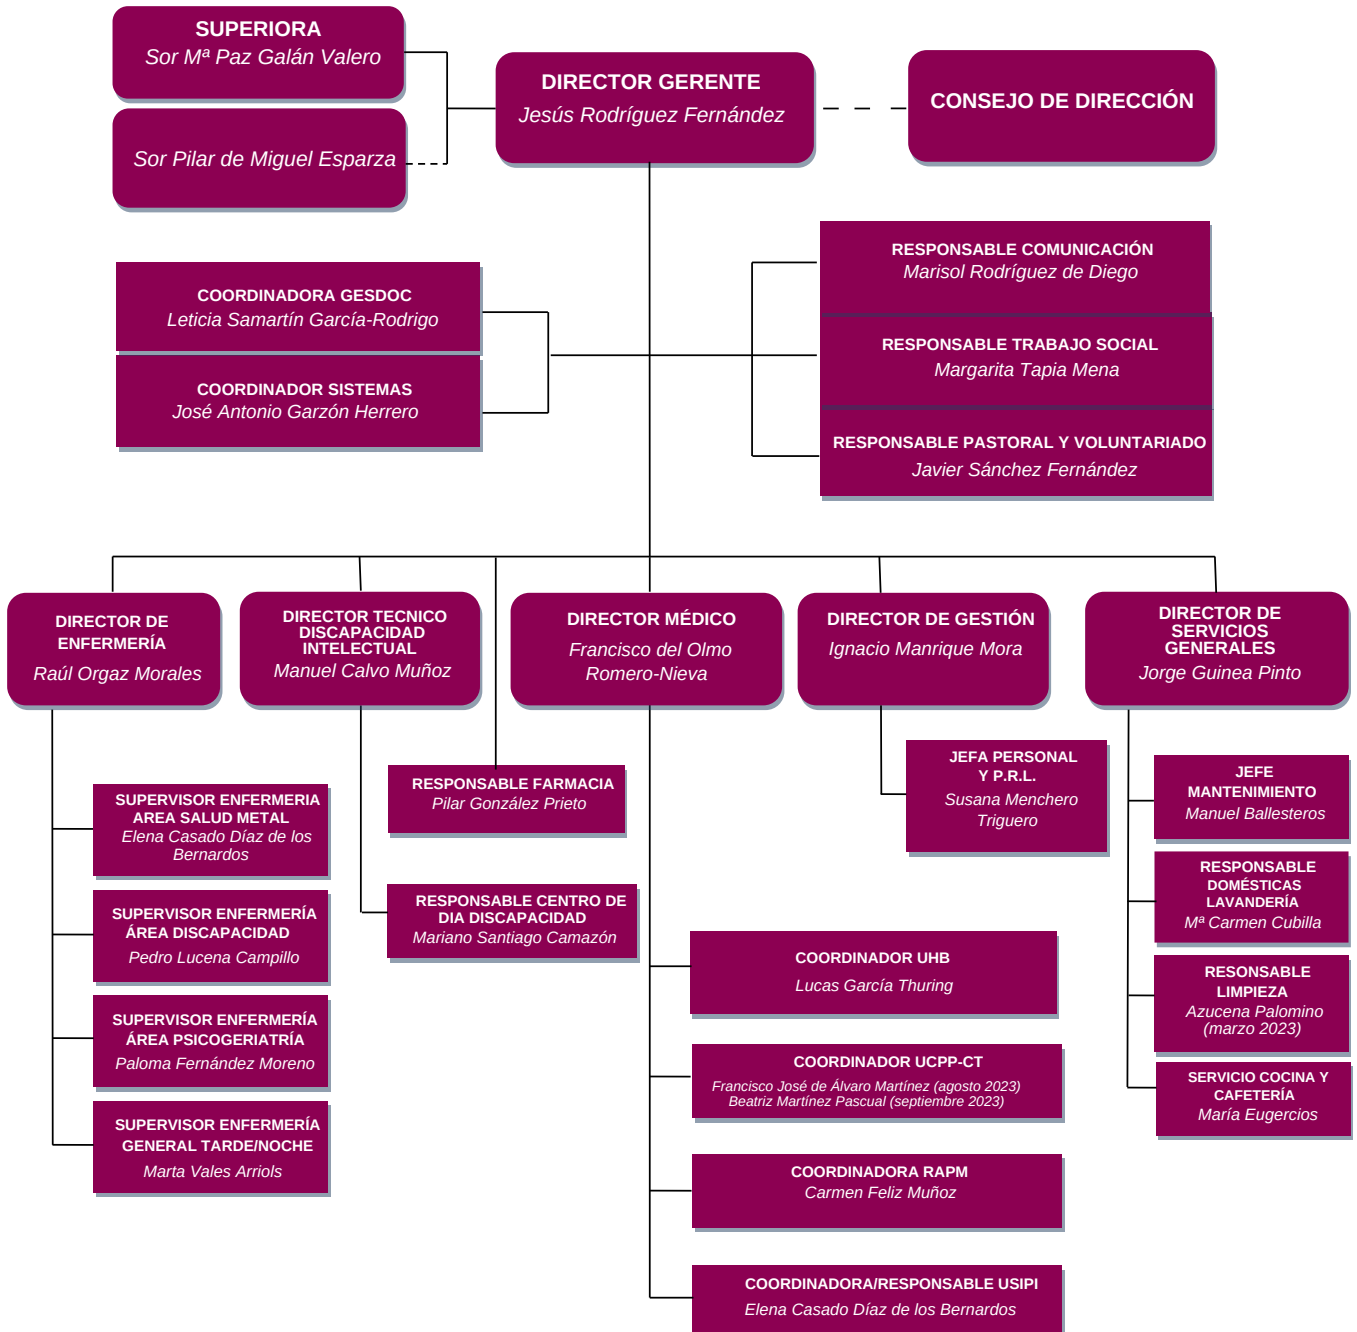 SUPERIORA
Sor Mª Paz Galán Valero
Sor Pilar de Miguel Esparza
DIRECTOR GERENTE
Jesús Rodríguez Fernández
CONSEJO DE DIRECCIÓN
COORDINADORA GESDOC
Leticia Samartín García-Rodrigo
COORDINADOR SISTEMAS
José Antonio Garzón Herrero
RESPONSABLE COMUNICACIÓN
Marisol Rodríguez de Diego
RESPONSABLE TRABAJO SOCIAL
Margarita Tapia Mena
RESPONSABLE PASTORAL Y VOLUNTARIADO
Javier Sánchez Fernández
DIRECTOR DE
ENFERMERÍA
Raúl Orgaz Morales
DIRECTOR TECNICO
DISCAPACIDAD
INTELECTUAL
Manuel Calvo Muñoz
DIRECTOR MÉDICO
Francisco del Olmo
Romero-Nieva
DIRECTOR DE GESTIÓN
Ignacio Manrique Mora
DIRECTOR DE
SERVICIOS
GENERALES
Jorge Guinea Pinto
SUPERVISOR ENFERMERIA
AREA SALUD METAL
Elena Casado Díaz de los
Bernardos
SUPERVISOR ENFERMERÍA
ÁREA DISCAPACIDAD
Pedro Lucena Campillo
SUPERVISOR ENFERMERÍA
ÁREA PSICOGERIATRÍA
Paloma Fernández Moreno
SUPERVISOR ENFERMERÍA
GENERAL TARDE/NOCHE
Marta Vales Arriols
RESPONSABLE FARMACIA
Pilar González Prieto
RESPONSABLE CENTRO DE
DIA DISCAPACIDAD
Mariano Santiago Camazón
COORDINADOR UHB
Lucas García Thuring
COORDINADOR UCPP-CT
Francisco José de Álvaro Martínez (agosto 2023)
Beatriz Martínez Pascual (septiembre 2023)
COORDINADORA RAPM
Carmen Feliz Muñoz
COORDINADORA/RESPONSABLE USIPI
Elena Casado Díaz de los Bernardos
JEFA PERSONAL
Y P.R.L.
Susana Menchero
Triguero
JEFE
MANTENIMIENTO
Manuel Ballesteros
RESPONSABLE
DOMÉSTICAS
LAVANDERÍA
Mª Carmen Cubilla
RESONSABLE
LIMPIEZA
Azucena Palomino
(marzo 2023)
SERVICIO COCINA Y
CAFETERÍA
María Eugercios